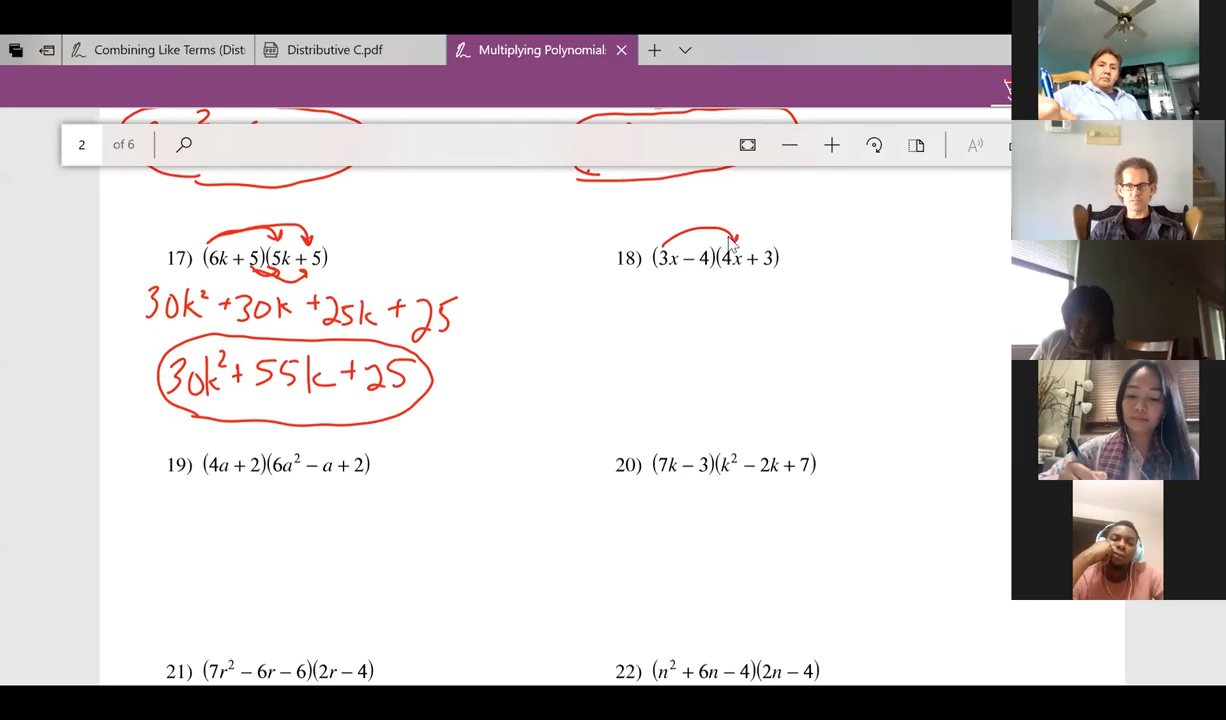 Combining Like Terms (Dist
Distributive C.pdf
Multiplying Polynomial
2 of 6
17) (6k + 5)(5k + 5)
30k² + 30k + 25k + 25
30k² + 55k + 25
18) (3x − 4)(4x + 3)
19) (4a + 2)(6a² − a + 2)
20) (7k − 3)(k² − 2k + 7)
21) (7r² − 6r − 6)(2r − 4)
22) (n² + 6n − 4)(2n − 4)